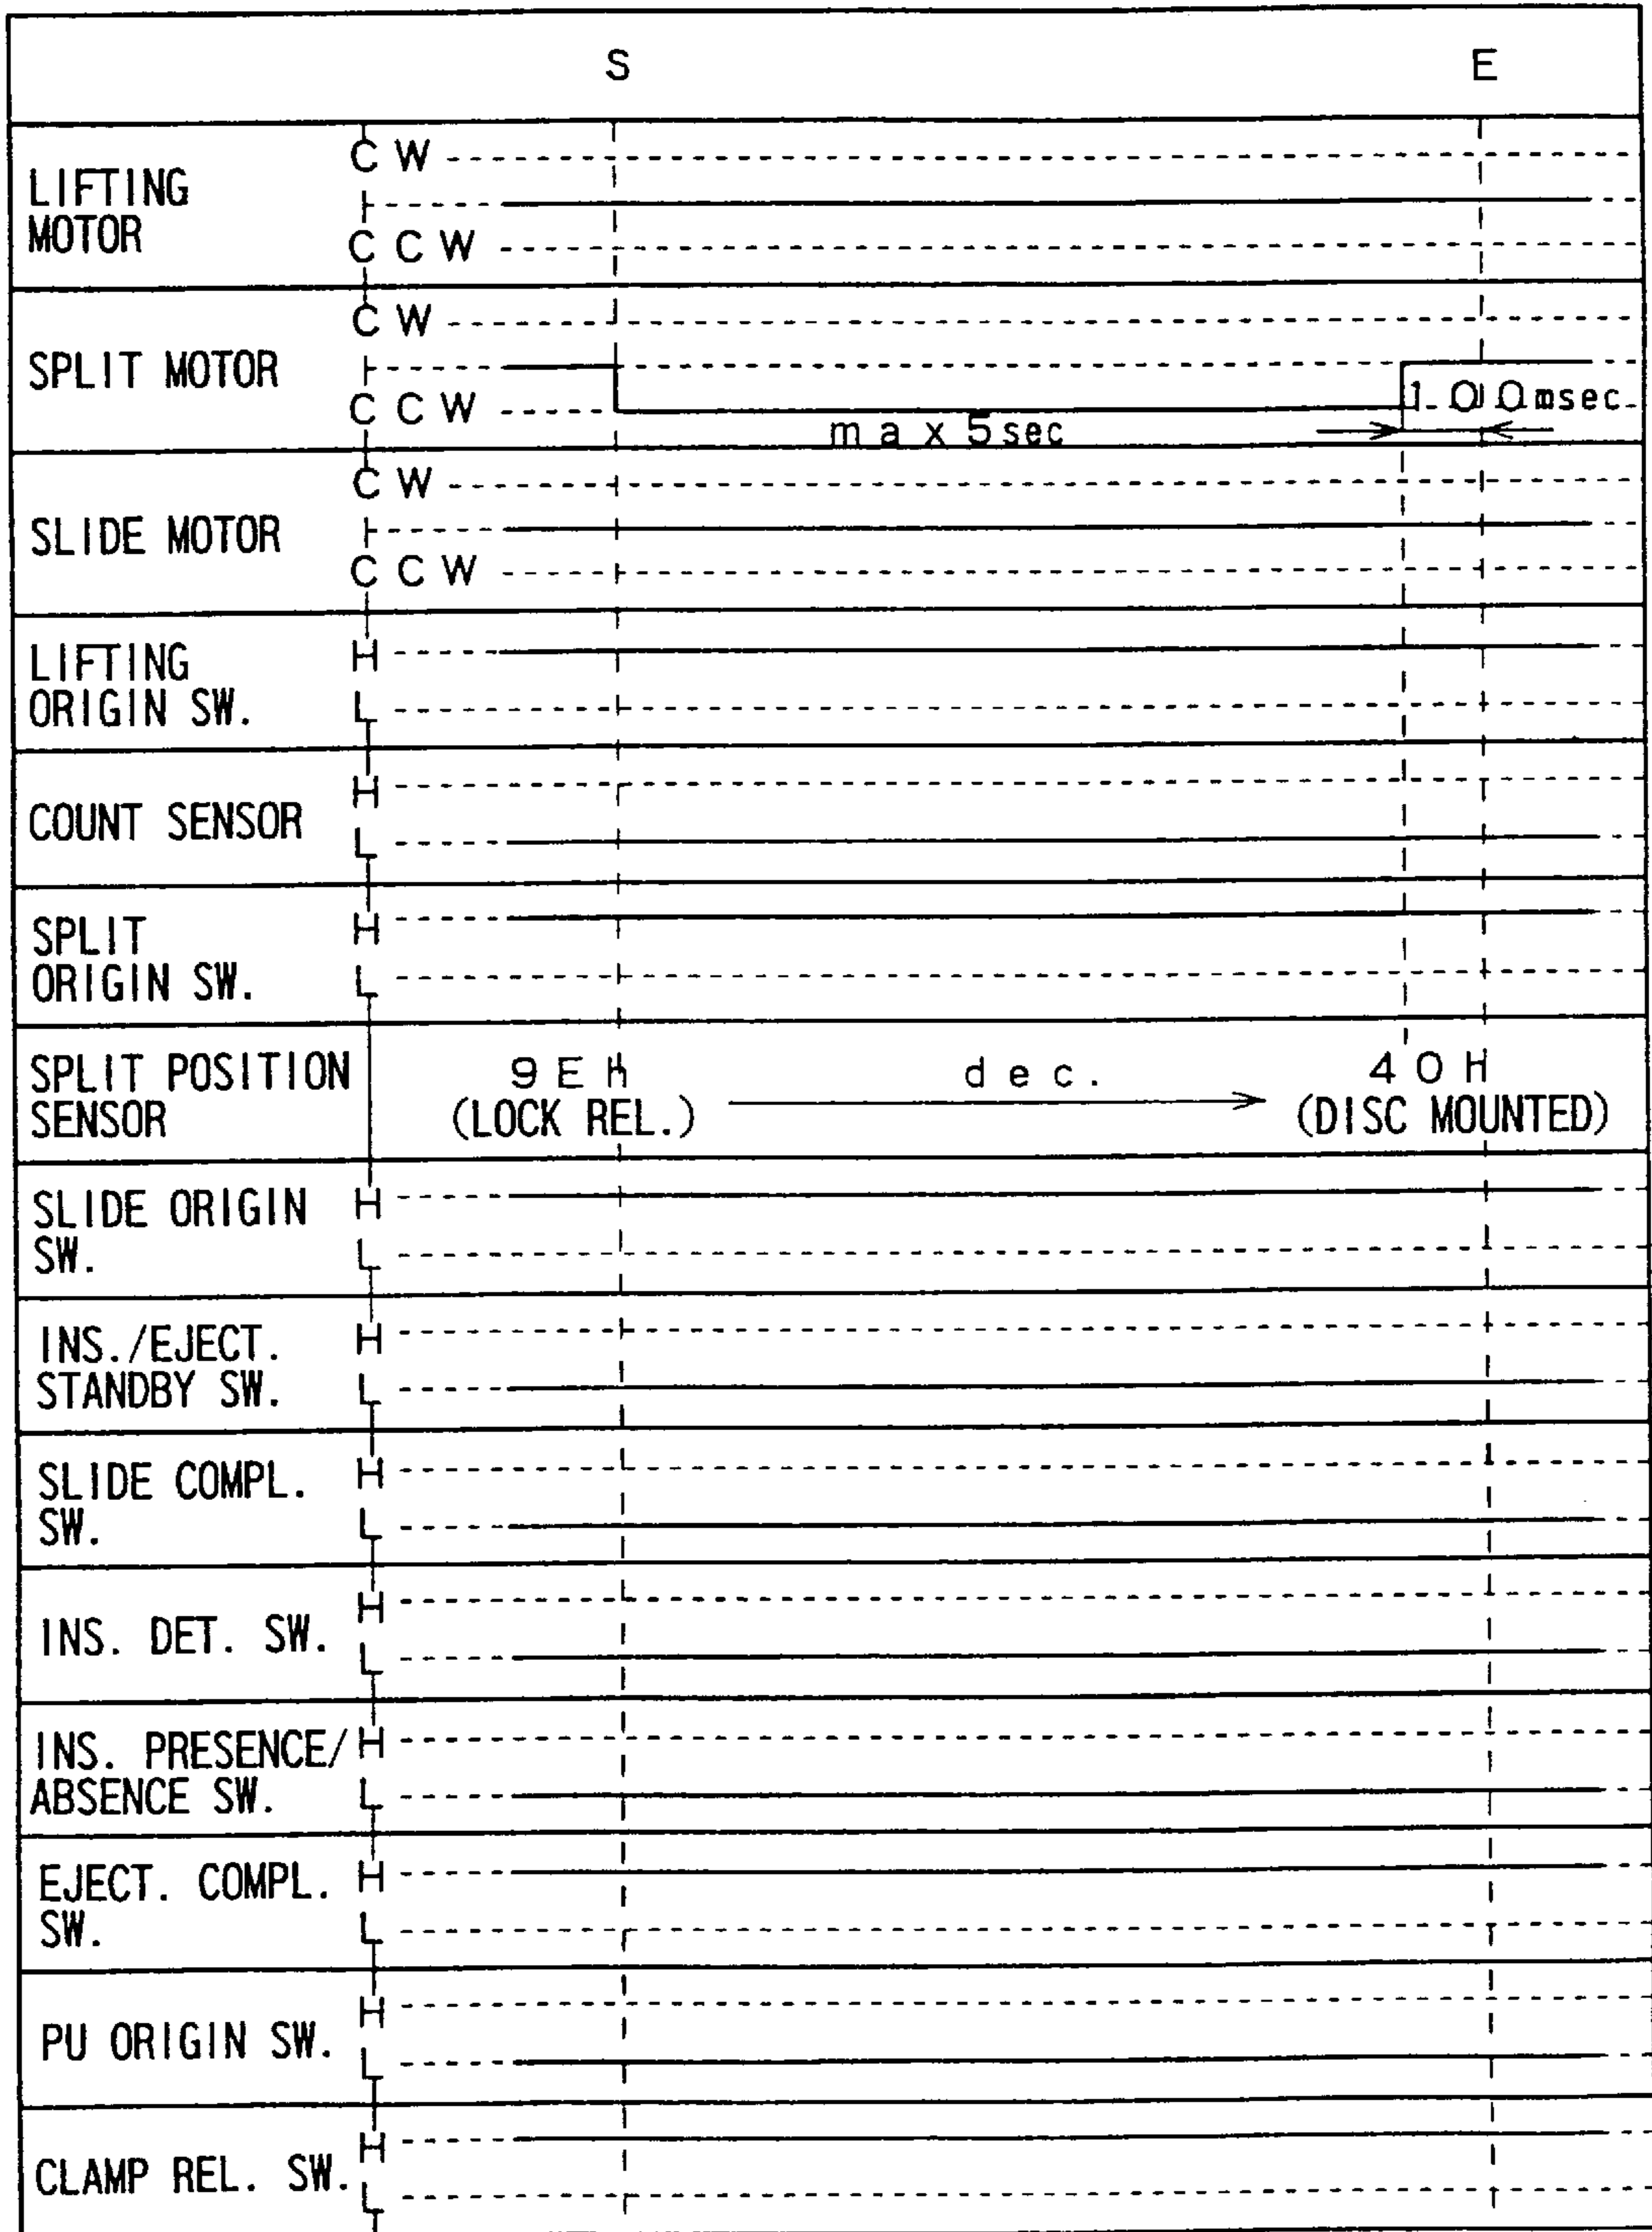 S E
LIFTING
MOTOR
CW
CCW
SPLIT MOTOR
CW
CCW
max 5sec
100msec
SLIDE MOTOR
CW
CCW
LIFTING
ORIGIN SW.
H
L
COUNT SENSOR
H
L
SPLIT
ORIGIN SW.
H
L
SPLIT POSITION
SENSOR
9EH dec. 40H
(LOCK REL.) (DISC MOUNTED)
SLIDE ORIGIN
SW.
H
L
INS./EJECT.
STANDBY SW.
H
L
SLIDE COMPL.
SW.
H
L
INS. DET. SW.
H
L
INS. PRESENCE/
ABSENCE SW.
H
L
EJECT. COMPL.
SW.
H
L
PU ORIGIN SW.
H
L
CLAMP REL. SW.
H
L